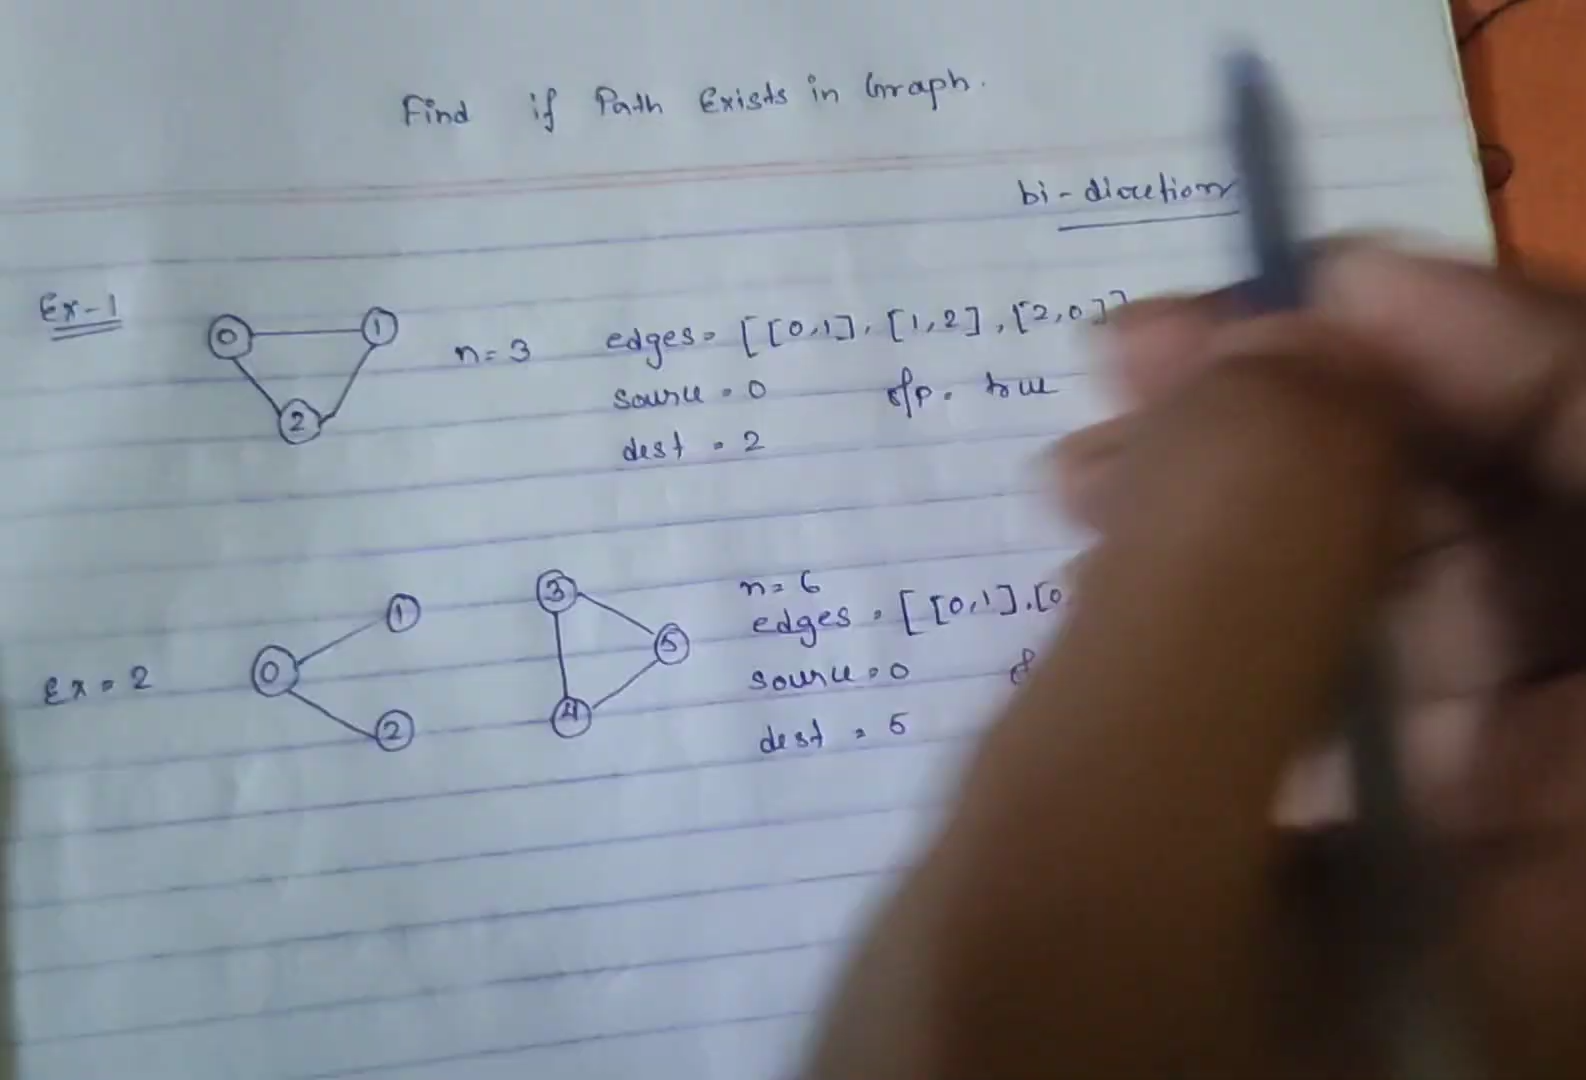 Find if Path Exists in Graph.
bi-direction
Ex-1
0 1
2
n=3 edges= [[0,1], [1,2], [2,0]]
source = 0 o/p = true
dest = 2
Ex = 2
1
0
2
3
5
4
n= 6
edges = [[0,1],[0
source = 0
dest = 5